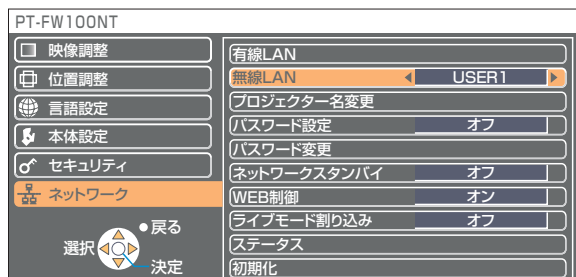 PT-FW100NT
映像調整
位置調整
言語設定
本体設定
セキュリティ
ネットワーク
戻る
選択
決定
有線LAN
無線LAN USER1
プロジェクター名変更
パスワード設定 オフ
パスワード変更
ネットワークスタンバイ オフ
WEB制御 オン
ライブモード割り込み オフ
ステータス
初期化